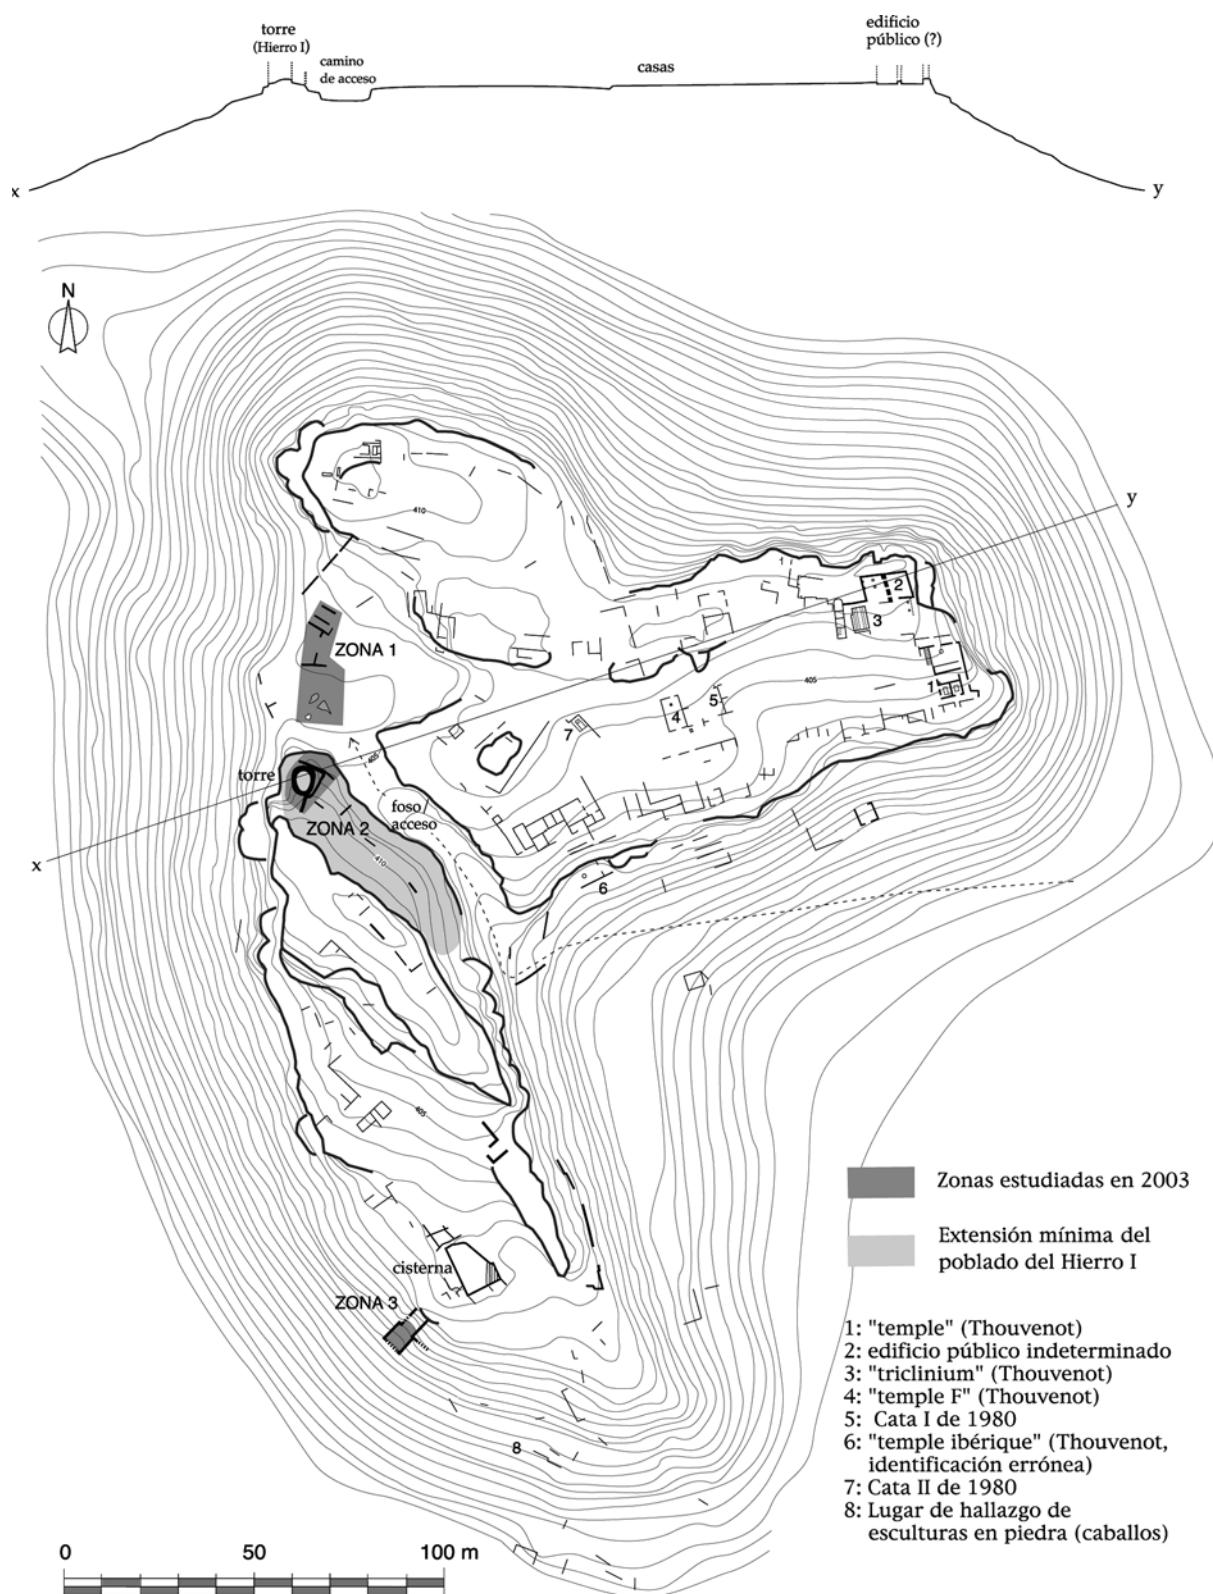 torre
(Hierro I)
camino
de acceso
casas
edificio
público (?)
x
y
N
410
y
2
3
ZONA 1
405
1
5
4
7
405
torre
foso
acceso
ZONA 2
410
x
6
405
Zonas estudiadas en 2003
Extensión mínima del
poblado del Hierro I
cisterna
ZONA 3
8
1: "temple" (Thouvenot)
2: edificio público indeterminado
3: "triclinium" (Thouvenot)
4: "temple F" (Thouvenot)
5: Cata I de 1980
6: "temple ibérique" (Thouvenot,
identificación errónea)
7: Cata II de 1980
8: Lugar de hallazgo de
esculturas en piedra (caballos)
0 50 100 m